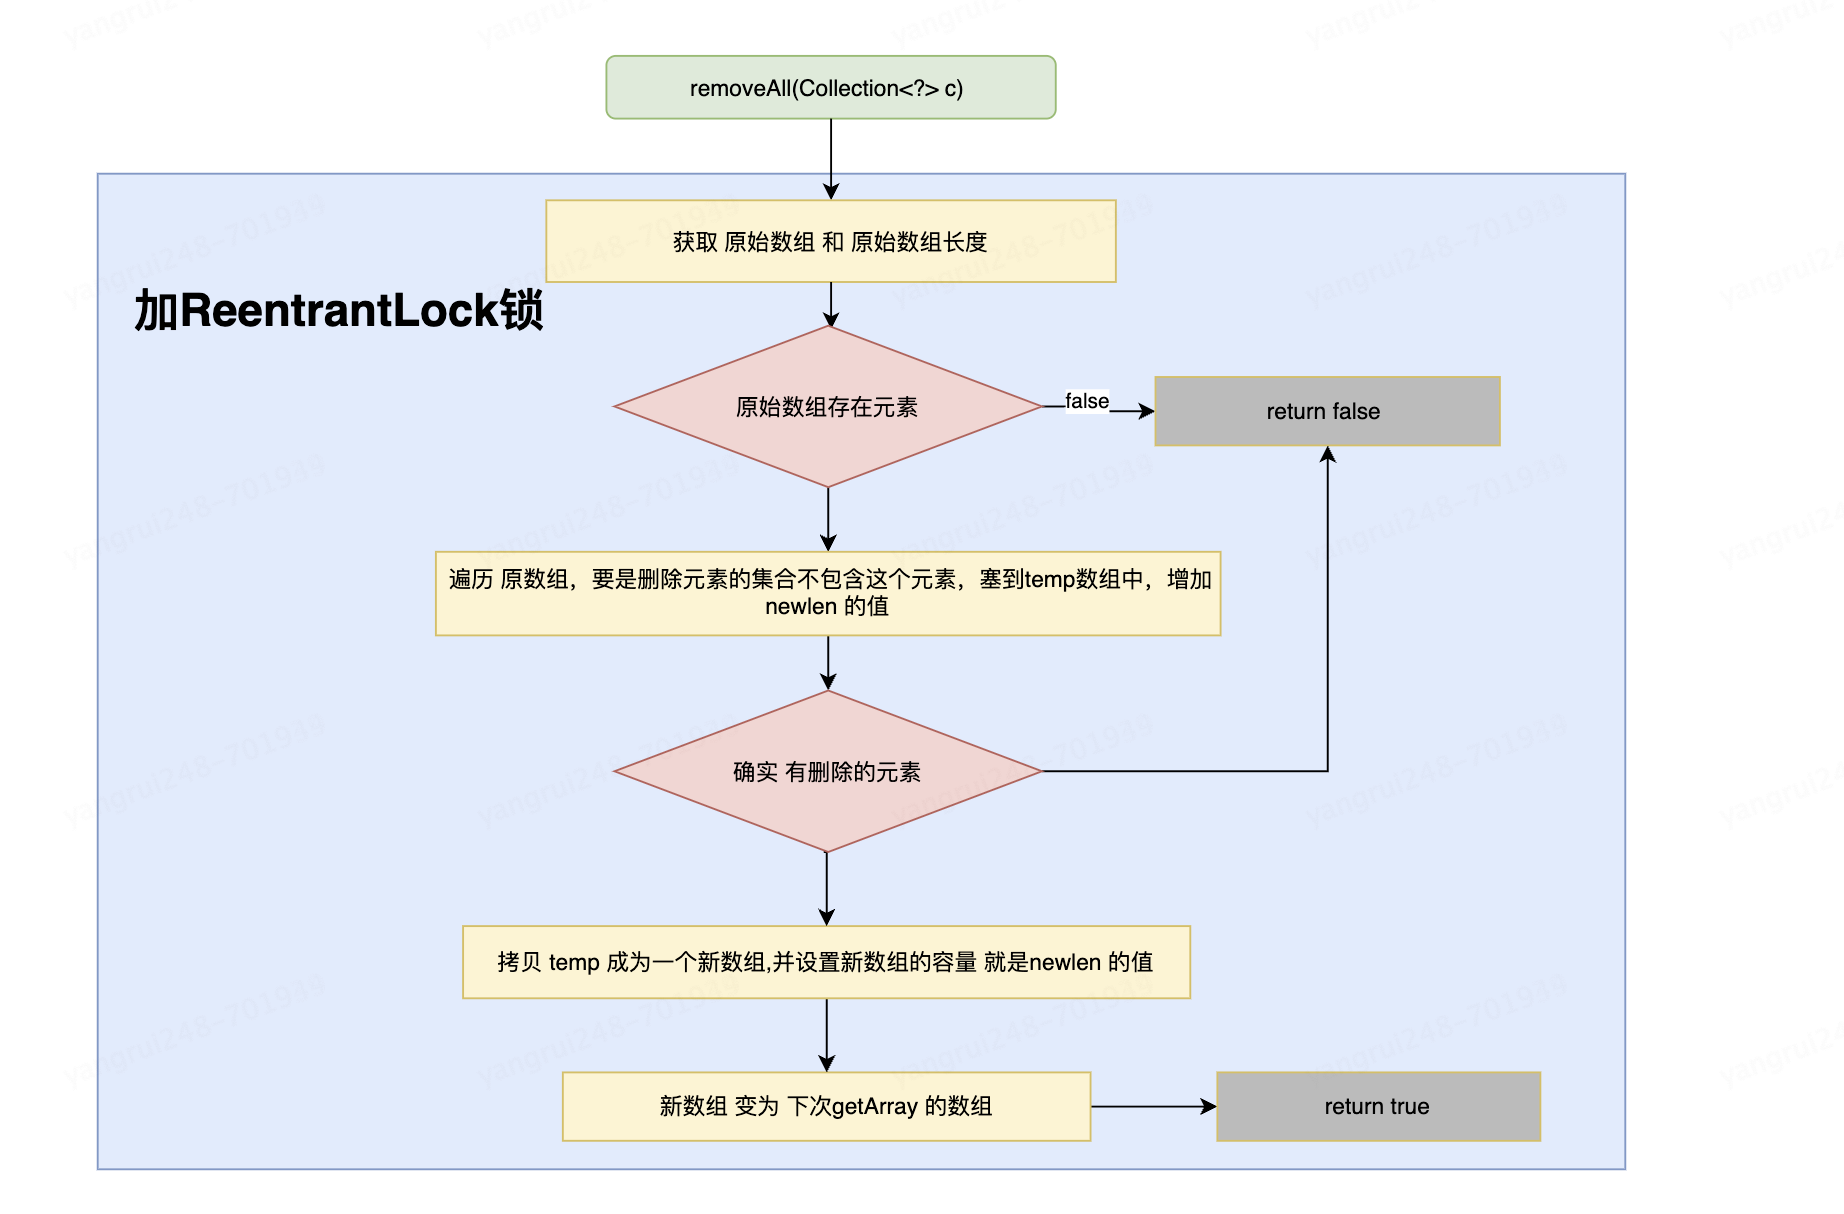 removeAll(Collection<?> c)
获取 原始数组 和 原始数组长度
加ReentrantLock锁
原始数组存在元素
false
return false
遍历 原数组，要是删除元素的集合不包含这个元素，塞到temp数组中，增加
newlen 的值
确实 有删除的元素
拷贝 temp 成为一个新数组,并设置新数组的容量 就是newlen 的值
新数组 变为 下次getArray 的数组
return true